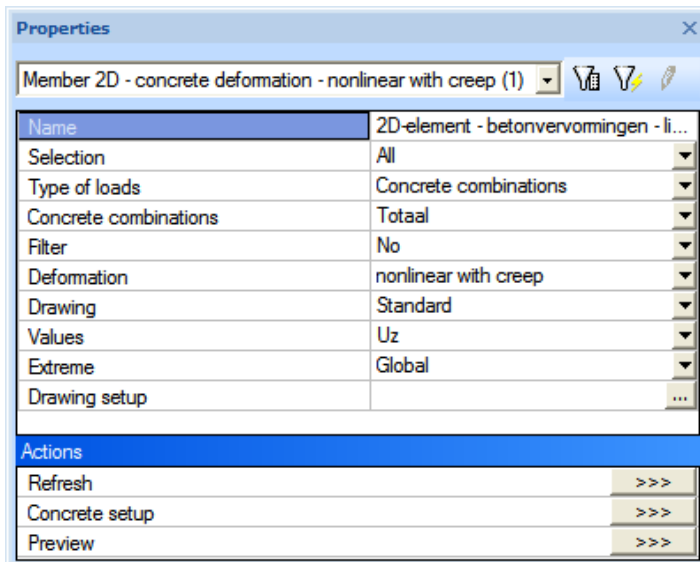 Properties
Member 2D - concrete deformation - nonlinear with creep (1)
Name 2D-element - betonvervormingen - li...
Selection All
Type of loads Concrete combinations
Concrete combinations Totaal
Filter No
Deformation nonlinear with creep
Drawing Standard
Values Uz
Extreme Global
Drawing setup ...
Actions
Refresh >>>
Concrete setup >>>
Preview >>>